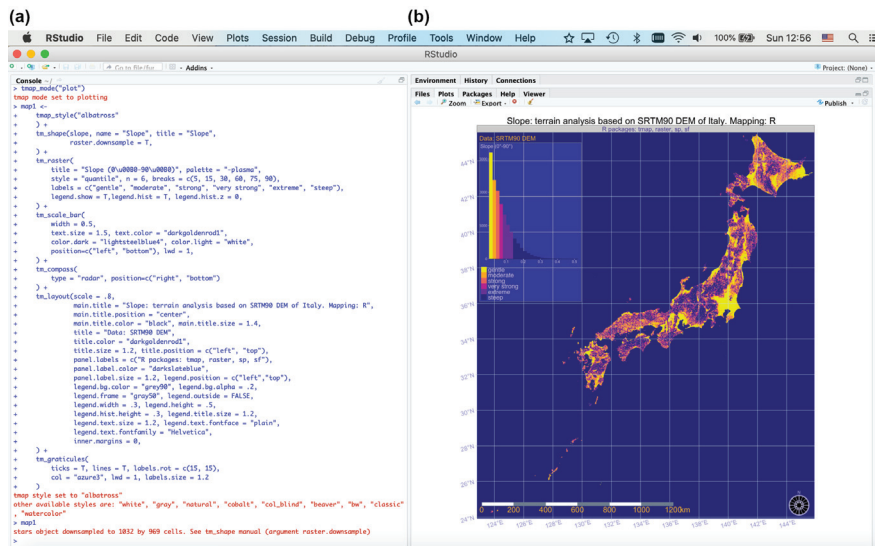 (a)
(b)
RStudio File Edit Code View Plots Session Build Debug Profile Tools Window Help 100% Sun 12:56
RStudio
Go to file/fun
Addins
Project: (None)
Console ~/
> tmap_mode("plot")
tmap mode set to plotting
> map1 <-
+ tmap_style("albatross"
+ ) +
+ tm_shape(slope, name = "Slope", title = "Slope",
+ raster.downsample = T,
+ ) +
+ tm_raster(
+ title = "Slope (0\u00B0-90\u00B0)", palette = "-plasma",
+ style = "quantile", n = 6, breaks = c(5, 15, 30, 60, 75, 90),
+ labels = c("gentle", "moderate", "strong", "very strong", "extreme", "steep"),
+ legend.show = T,legend.hist = T, legend.hist.z = 0,
+ ) +
+ tm_scale_bar(
+ width = 0.5,
+ text.size = 1.5, text.color = "darkgoldenrod1",
+ color.dark = "lightsteelblue4", color.light = "white",
+ position=c("left", "bottom"), lwd = 1,
+ ) +
+ tm_compass(
+ type = "radar", position=c("right", "bottom")
+ ) +
+ tm_layout(scale = .8,
+ main.title = "Slope: terrain analysis based on SRTM90 DEM of Italy. Mapping: R",
+ main.title.position = "center",
+ main.title.color = "black", main.title.size = 1.4,
+ title = "Data: SRTM90 DEM",
+ title.color = "darkgoldenrod1",
+ title.size = 1.2, title.position = c("left", "top"),
+ panel.labels = c("R packages: tmap, raster, sp, sf"),
+ panel.label.color = "darkslateblue",
+ panel.label.size = 1.2, legend.position = c("left","top"),
+ legend.bg.color = "grey90", legend.bg.alpha = .2,
+ legend.frame = "gray50", legend.outside = FALSE,
+ legend.width = .3, legend.height = .5,
+ legend.hist.height = .3, legend.title.size = 1.2,
+ legend.text.size = 1.2, legend.text.fontface = "plain",
+ legend.text.fontfamily = "Helvetica",
+ inner.margins = 0,
+ ) +
+ tm_graticules(
+ ticks = T, lines = T, labels.rot = c(15, 15),
+ col = "azure3", lwd = 1, labels.size = 1.2
+ )
tmap style set to "albatross"
other available styles are: "white", "gray", "natural", "cobalt", "col_blind", "beaver", "bw", "classic"
, "watercolor"
> map1
stars object downsampled to 1032 by 969 cells. See tm_shape manual (argument raster.downsample)
>
Environment History Connections
Files Plots Packages Help Viewer
Zoom Export Publish
Slope: terrain analysis based on SRTM90 DEM of Italy. Mapping: R
R packages: tmap, raster, sp, sf
Data: SRTM90 DEM
Slope (0°-90°)
gentle
moderate
strong
very strong
extreme
steep
44°N
42°N
40°N
38°N
36°N
34°N
32°N
30°N
28°N
26°N
24°N
0 200 400 600 800 1000 1200km
124°E 126°E 128°E 130°E 132°E 134°E 136°E 138°E 140°E 142°E 144°E